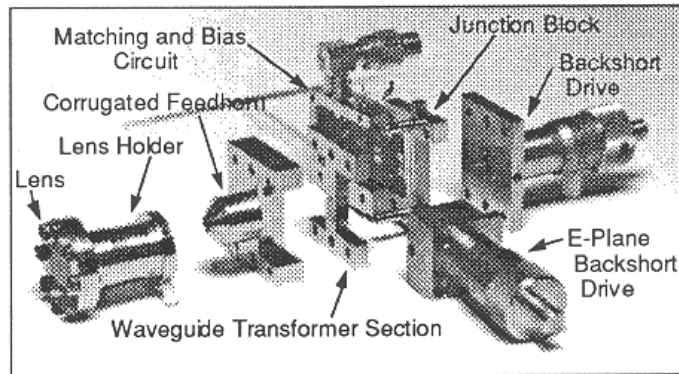 Matching and Bias
Circuit
Junction Block
Backshort
Drive
Corrugated Feedhorn
Lens Holder
Lens
E-Plane
Backshort
Drive
Waveguide Transformer Section